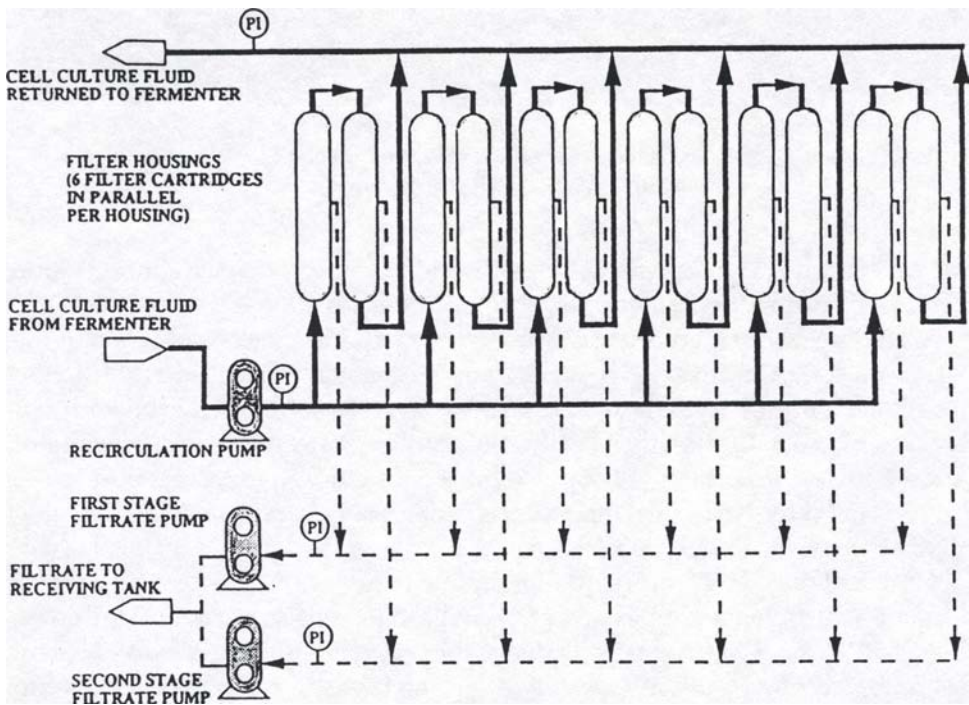 PI
CELL CULTURE FLUID
RETURNED TO FERMENTER
FILTER HOUSINGS
(6 FILTER CARTRIDGES
IN PARALLEL
PER HOUSING)
CELL CULTURE FLUID
FROM FERMENTER
PI
RECIRCULATION PUMP
FIRST STAGE
FILTRATE PUMP
PI
FILTRATE TO
RECEIVING TANK
PI
SECOND STAGE
FILTRATE PUMP